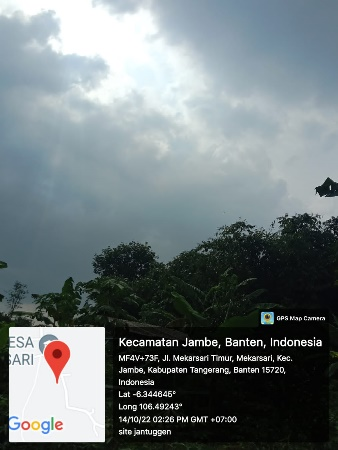 GPS Map Camera
Kecamatan Jambe, Banten, Indonesia
MF4V+73F, Jl. Mekarsari Timur, Mekarsari, Kec.
Jambe, Kabupaten Tangerang, Banten 15720,
Indonesia
Lat -6.344645°
Long 106.49243°
14/10/22 02:26 PM GMT +07:00
site jantuggen
ESA
SARI
Google